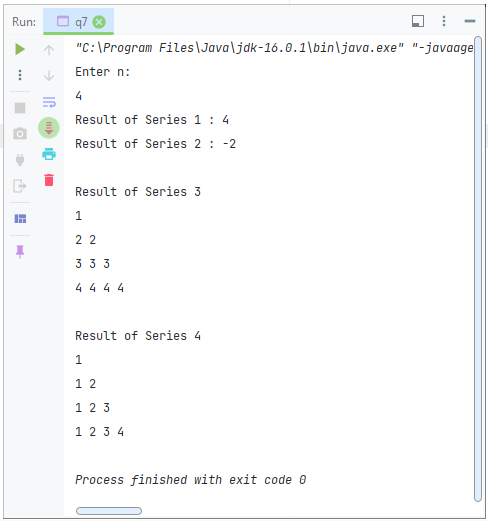 Run: q7
"C:\Program Files\Java\jdk-16.0.1\bin\java.exe" "-javaage
Enter n:
4
Result of Series 1 : 4
Result of Series 2 : -2
Result of Series 3
1
2 2
3 3 3
4 4 4 4
Result of Series 4
1
1 2
1 2 3
1 2 3 4
Process finished with exit code 0